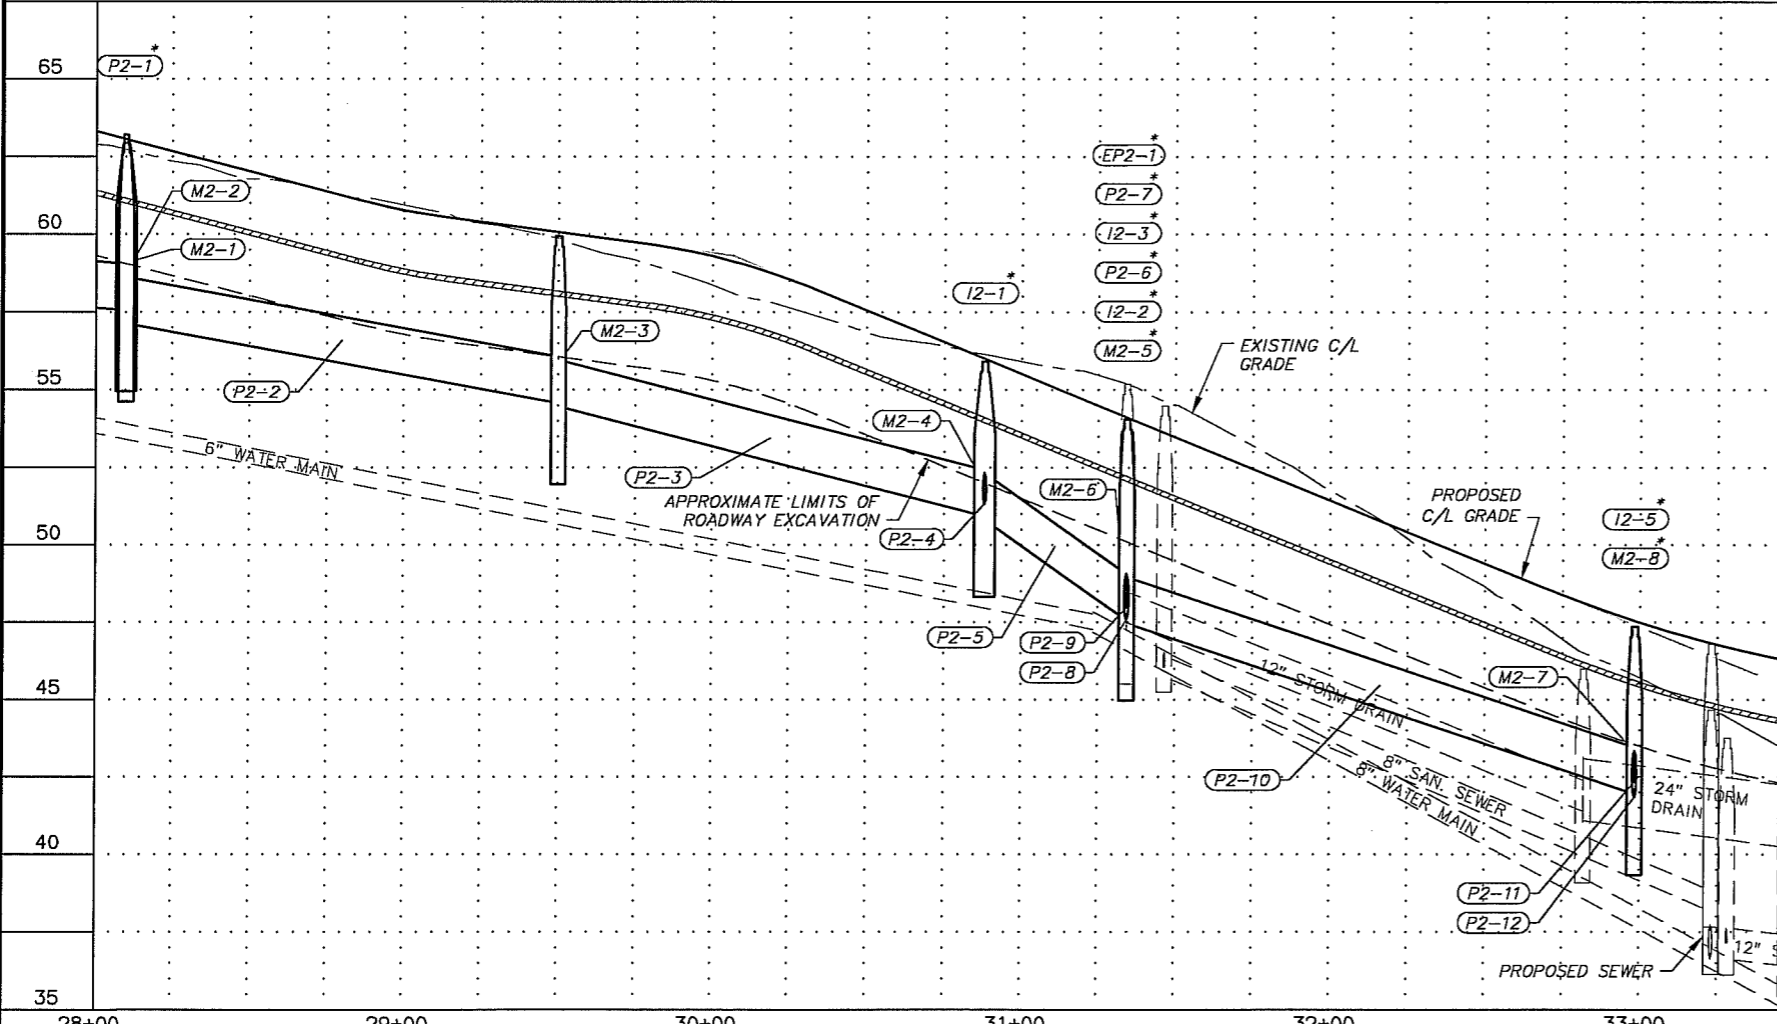 65
P2-1*
EP2-1*
P2-7*
M2-2
I2-3*
60
M2-1
P2-6*
I2-1*
I2-2*
M2-3
M2-5*
EXISTING C/L
GRADE
55
P2-2
M2-4
6" WATER MAIN
P2-3
M2-6
APPROXIMATE LIMITS OF
ROADWAY EXCAVATION
PROPOSED
C/L GRADE
I2-5*
50
P2-4
M2-8*
P2-5
P2-9
P2-8
45
12" STORM DRAIN
M2-7
P2-10
8" SAN. SEWER
8" WATER MAIN
24" STORM
DRAIN
40
P2-11
P2-12
12" S
PROPOSED SEWER
35
28+00
29+00
30+00
31+00
32+00
33+00